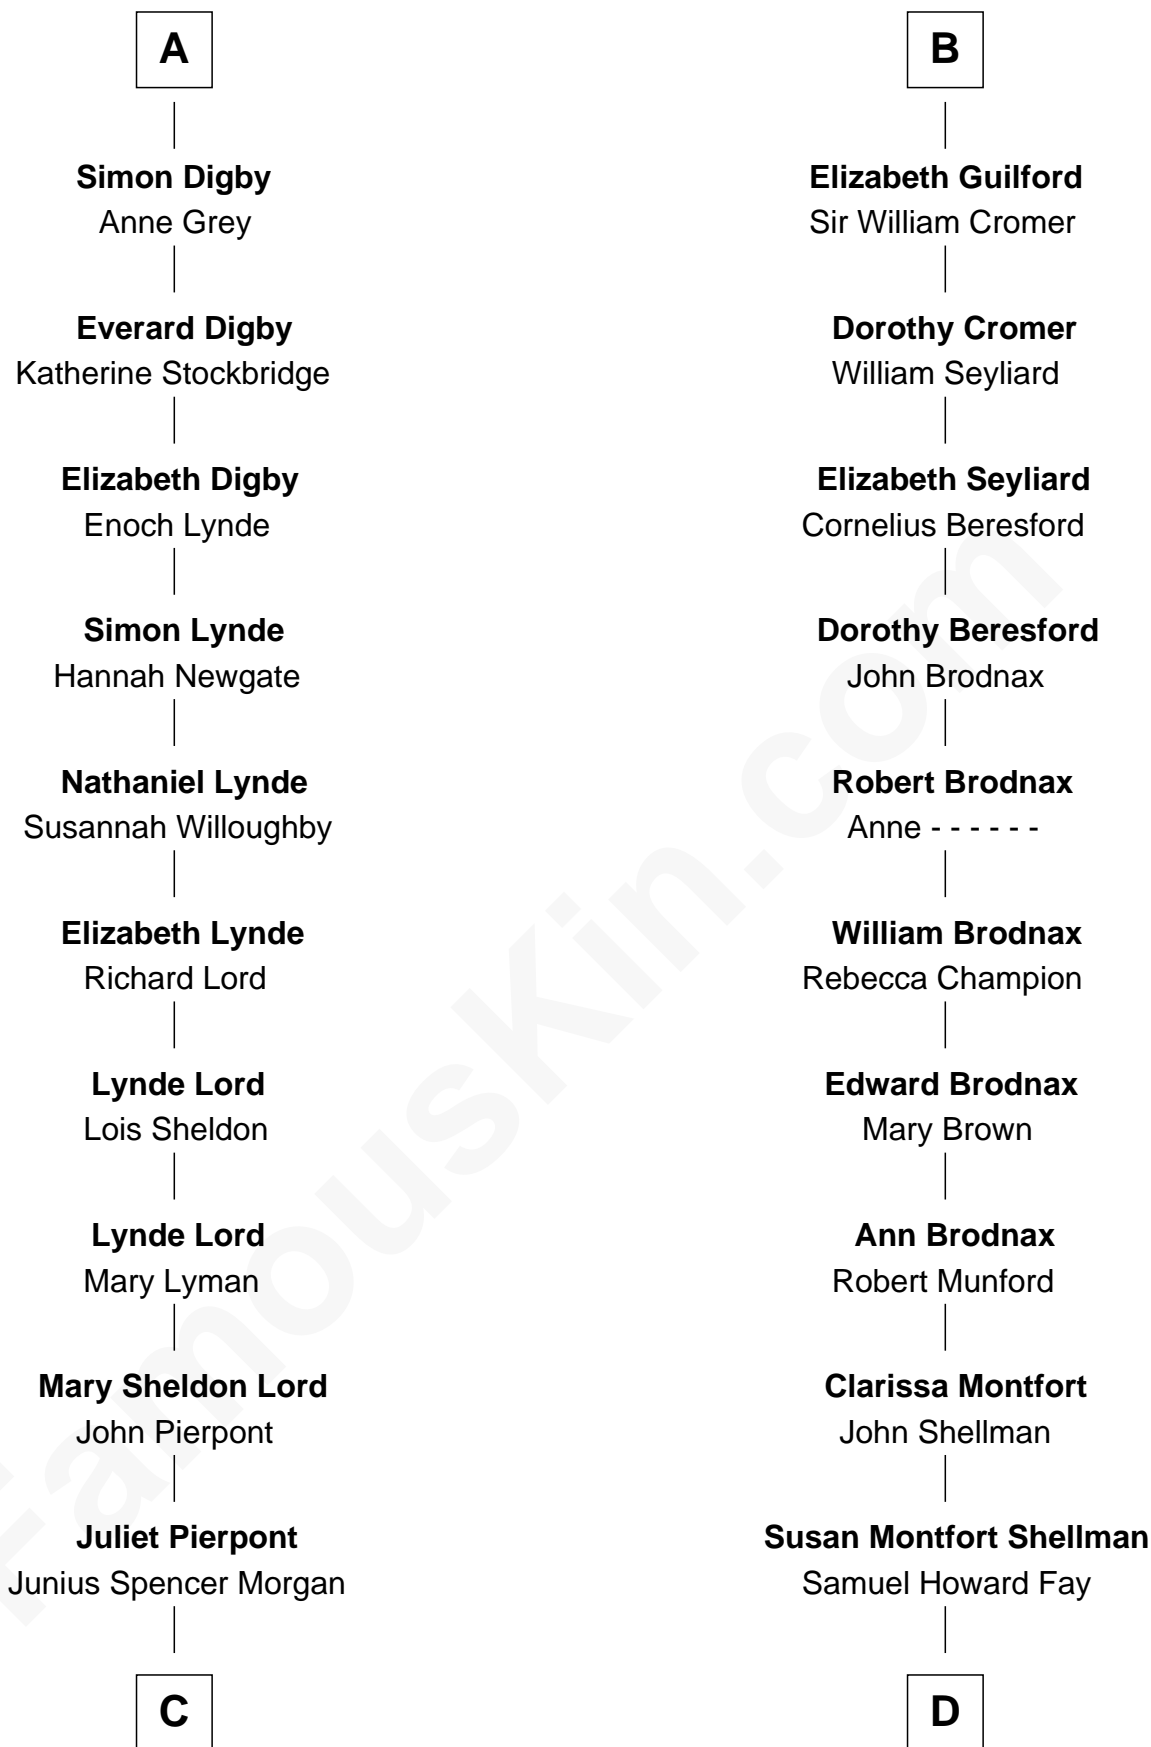 A
Simon Digby
Anne Grey
Everard Digby
Katherine Stockbridge
Elizabeth Digby
Enoch Lynde
Simon Lynde
Hannah Newgate
Nathaniel Lynde
Susannah Willoughby
Elizabeth Lynde
Richard Lord
Lynde Lord
Lois Sheldon
Lynde Lord
Mary Lyman
Mary Sheldon Lord
John Pierpont
Juliet Pierpont
Junius Spencer Morgan
C
B
Elizabeth Guilford
Sir William Cromer
Dorothy Cromer
William Seyliard
Elizabeth Seyliard
Cornelius Beresford
Dorothy Beresford
John Brodnax
Robert Brodnax
Anne - - - - - -
William Brodnax
Rebecca Champion
Edward Brodnax
Mary Brown
Ann Brodnax
Robert Munford
Clarissa Montfort
John Shellman
Susan Montfort Shellman
Samuel Howard Fay
D
FamousKin.com